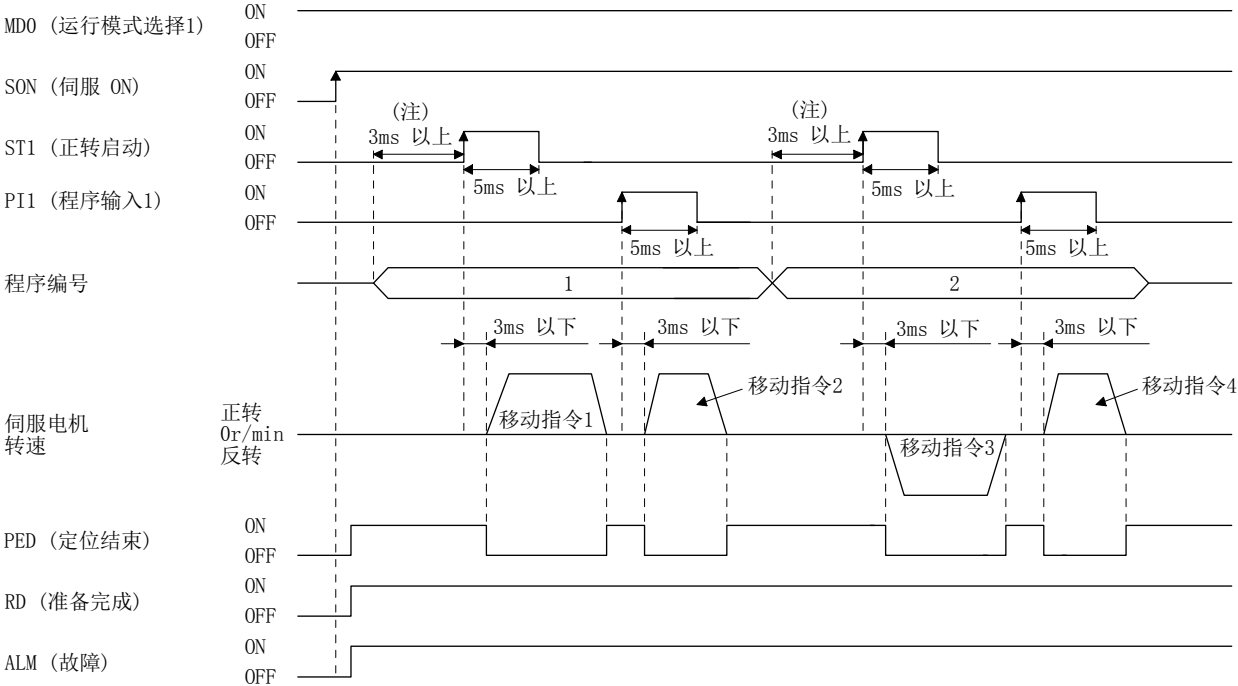 MD0 (运行模式选择1)
ON
OFF
SON (伺服 ON)
ON
OFF
ST1 (正转启动)
ON
OFF
(注)
3ms 以上
5ms 以上
(注)
3ms 以上
5ms 以上
PI1 (程序输入1)
ON
OFF
5ms 以上
5ms 以上
程序编号
1
2
3ms 以下
3ms 以下
3ms 以下
3ms 以下
伺服电机
转速
正转
0r/min
反转
移动指令1
移动指令2
移动指令3
移动指令4
PED (定位结束)
ON
OFF
RD (准备完成)
ON
OFF
ALM (故障)
ON
OFF